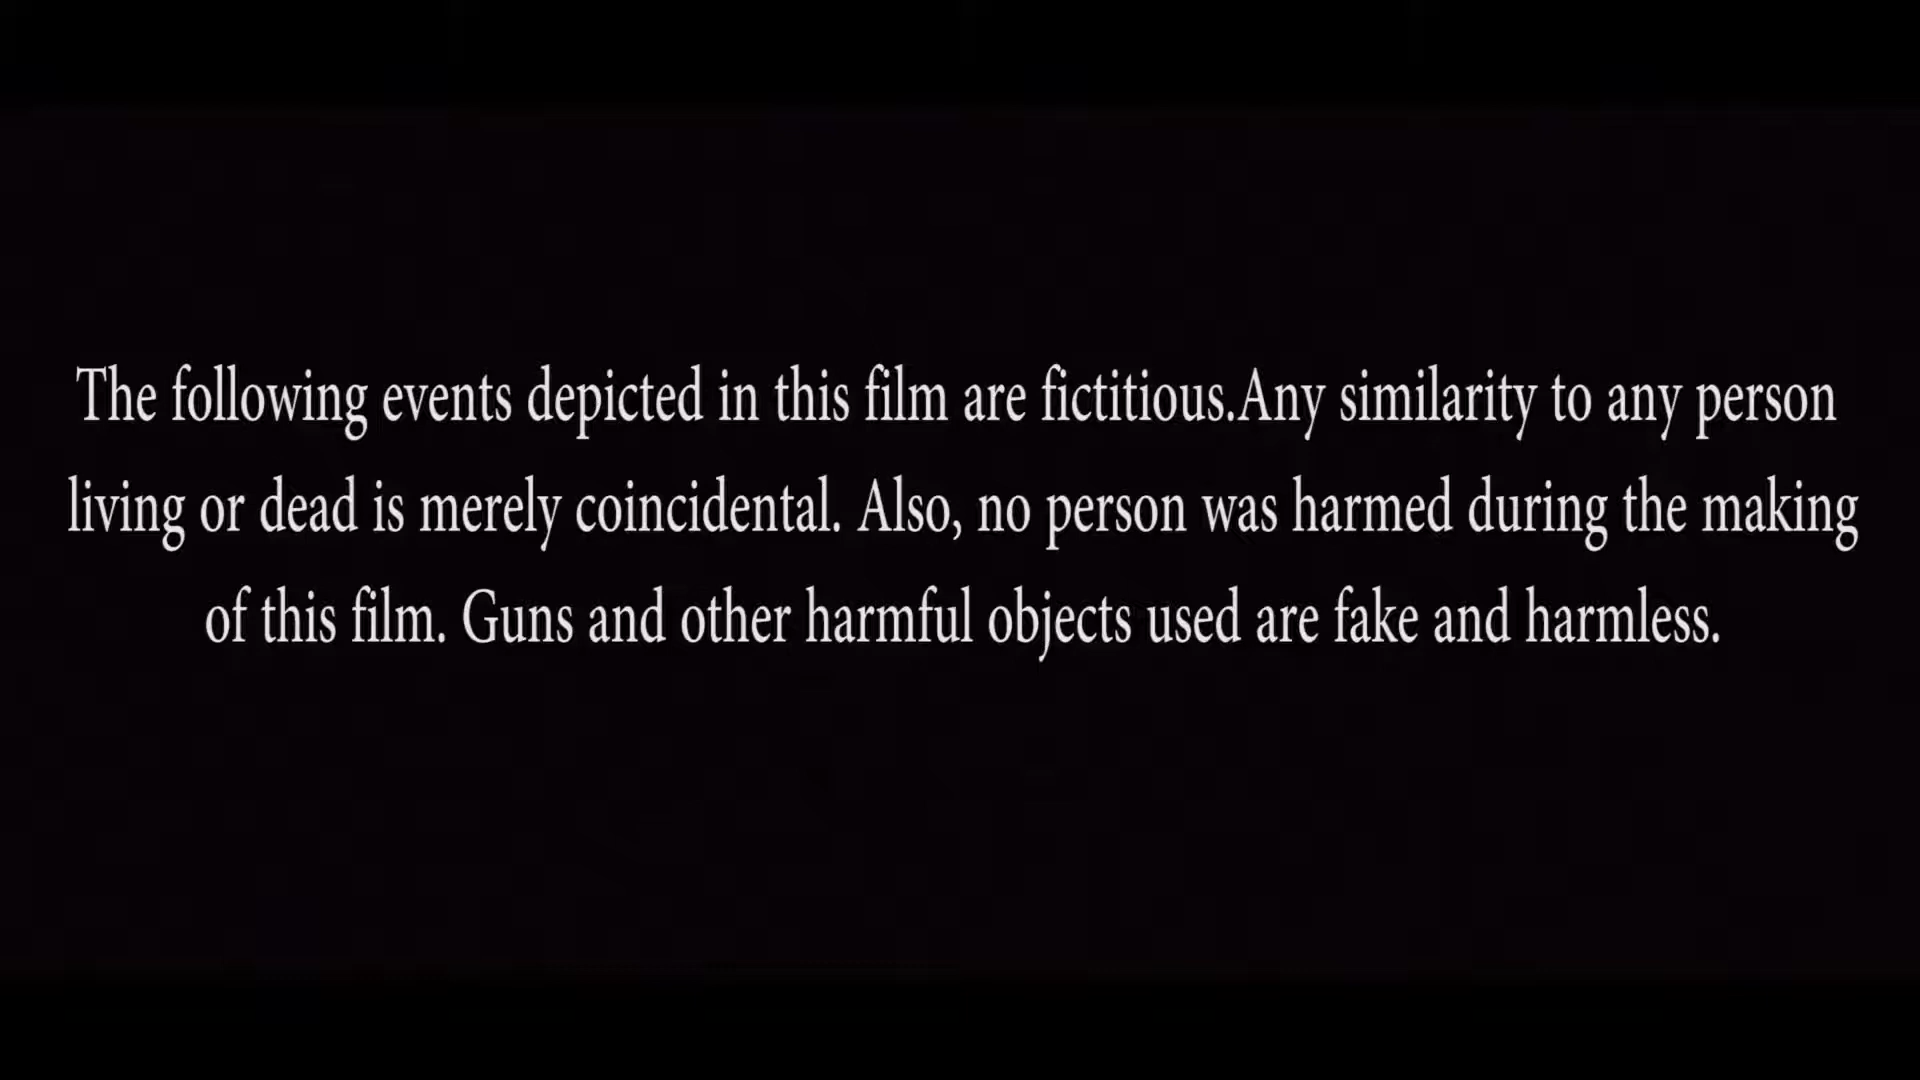 The following events depicted in this film are fictitious.Any similarity to any person
living or dead is merely coincidental. Also, no person was harmed during the making
of this film. Guns and other harmful objects used are fake and harmless.